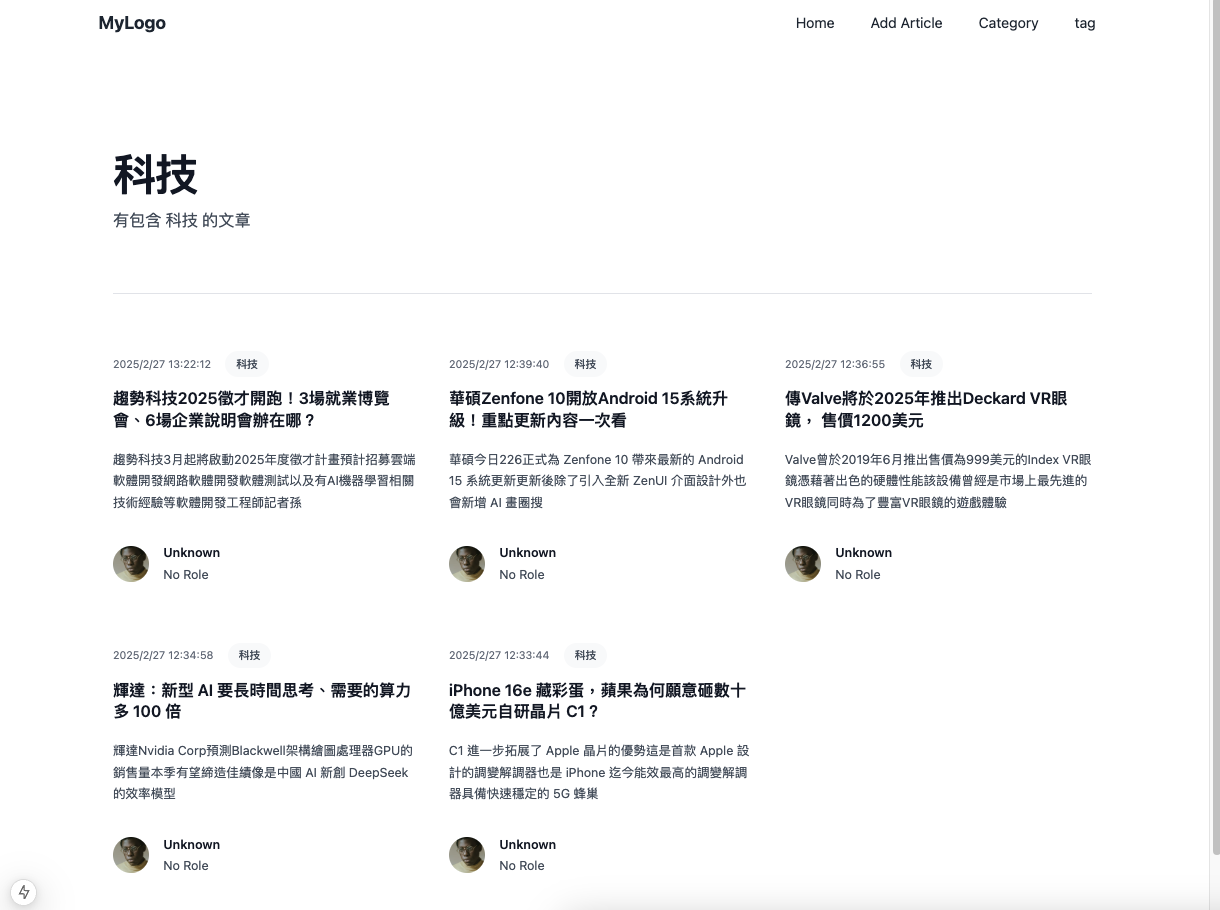 MyLogo
Home
Add Article
Category
tag
科技
有包含 科技 的文章
2025/2/27 13:22:12
科技
趨勢科技2025徵才開跑！3場就業博覽
會、6場企業說明會辦在哪？
趨勢科技3月起將啟動2025年度徵才計畫預計招募雲端
軟體開發網路軟體開發軟體測試以及有AI機器學習相關
技術經驗等軟體開發工程師記者孫
Unknown
No Role
2025/2/27 12:39:40
科技
華碩Zenfone 10開放Android 15系統升
級！重點更新內容一次看
華碩今日226正式為 Zenfone 10 帶來最新的 Android
15 系統更新更新後除了引入全新 ZenUI 介面設計外也
會新增 AI 畫圈搜
Unknown
No Role
2025/2/27 12:36:55
科技
傳Valve將於2025年推出Deckard VR眼
鏡， 售價1200美元
Valve曾於2019年6月推出售價為999美元的Index VR眼
鏡憑藉著出色的硬體性能該設備曾經是市場上最先進的
VR眼鏡同時為了豐富VR眼鏡的遊戲體驗
Unknown
No Role
2025/2/27 12:34:58
科技
輝達：新型 AI 要長時間思考、需要的算力
多 100 倍
輝達Nvidia Corp預測Blackwell架構繪圖處理器GPU的
銷售量本季有望締造佳績像是中國 AI 新創 DeepSeek
的效率模型
Unknown
No Role
2025/2/27 12:33:44
科技
iPhone 16e 藏彩蛋，蘋果為何願意砸數十
億美元自研晶片 C1？
C1 進一步拓展了 Apple 晶片的優勢這是首款 Apple 設
計的調變解調器也是 iPhone 迄今能效最高的調變解調
器具備快速穩定的 5G 蜂巢
Unknown
No Role